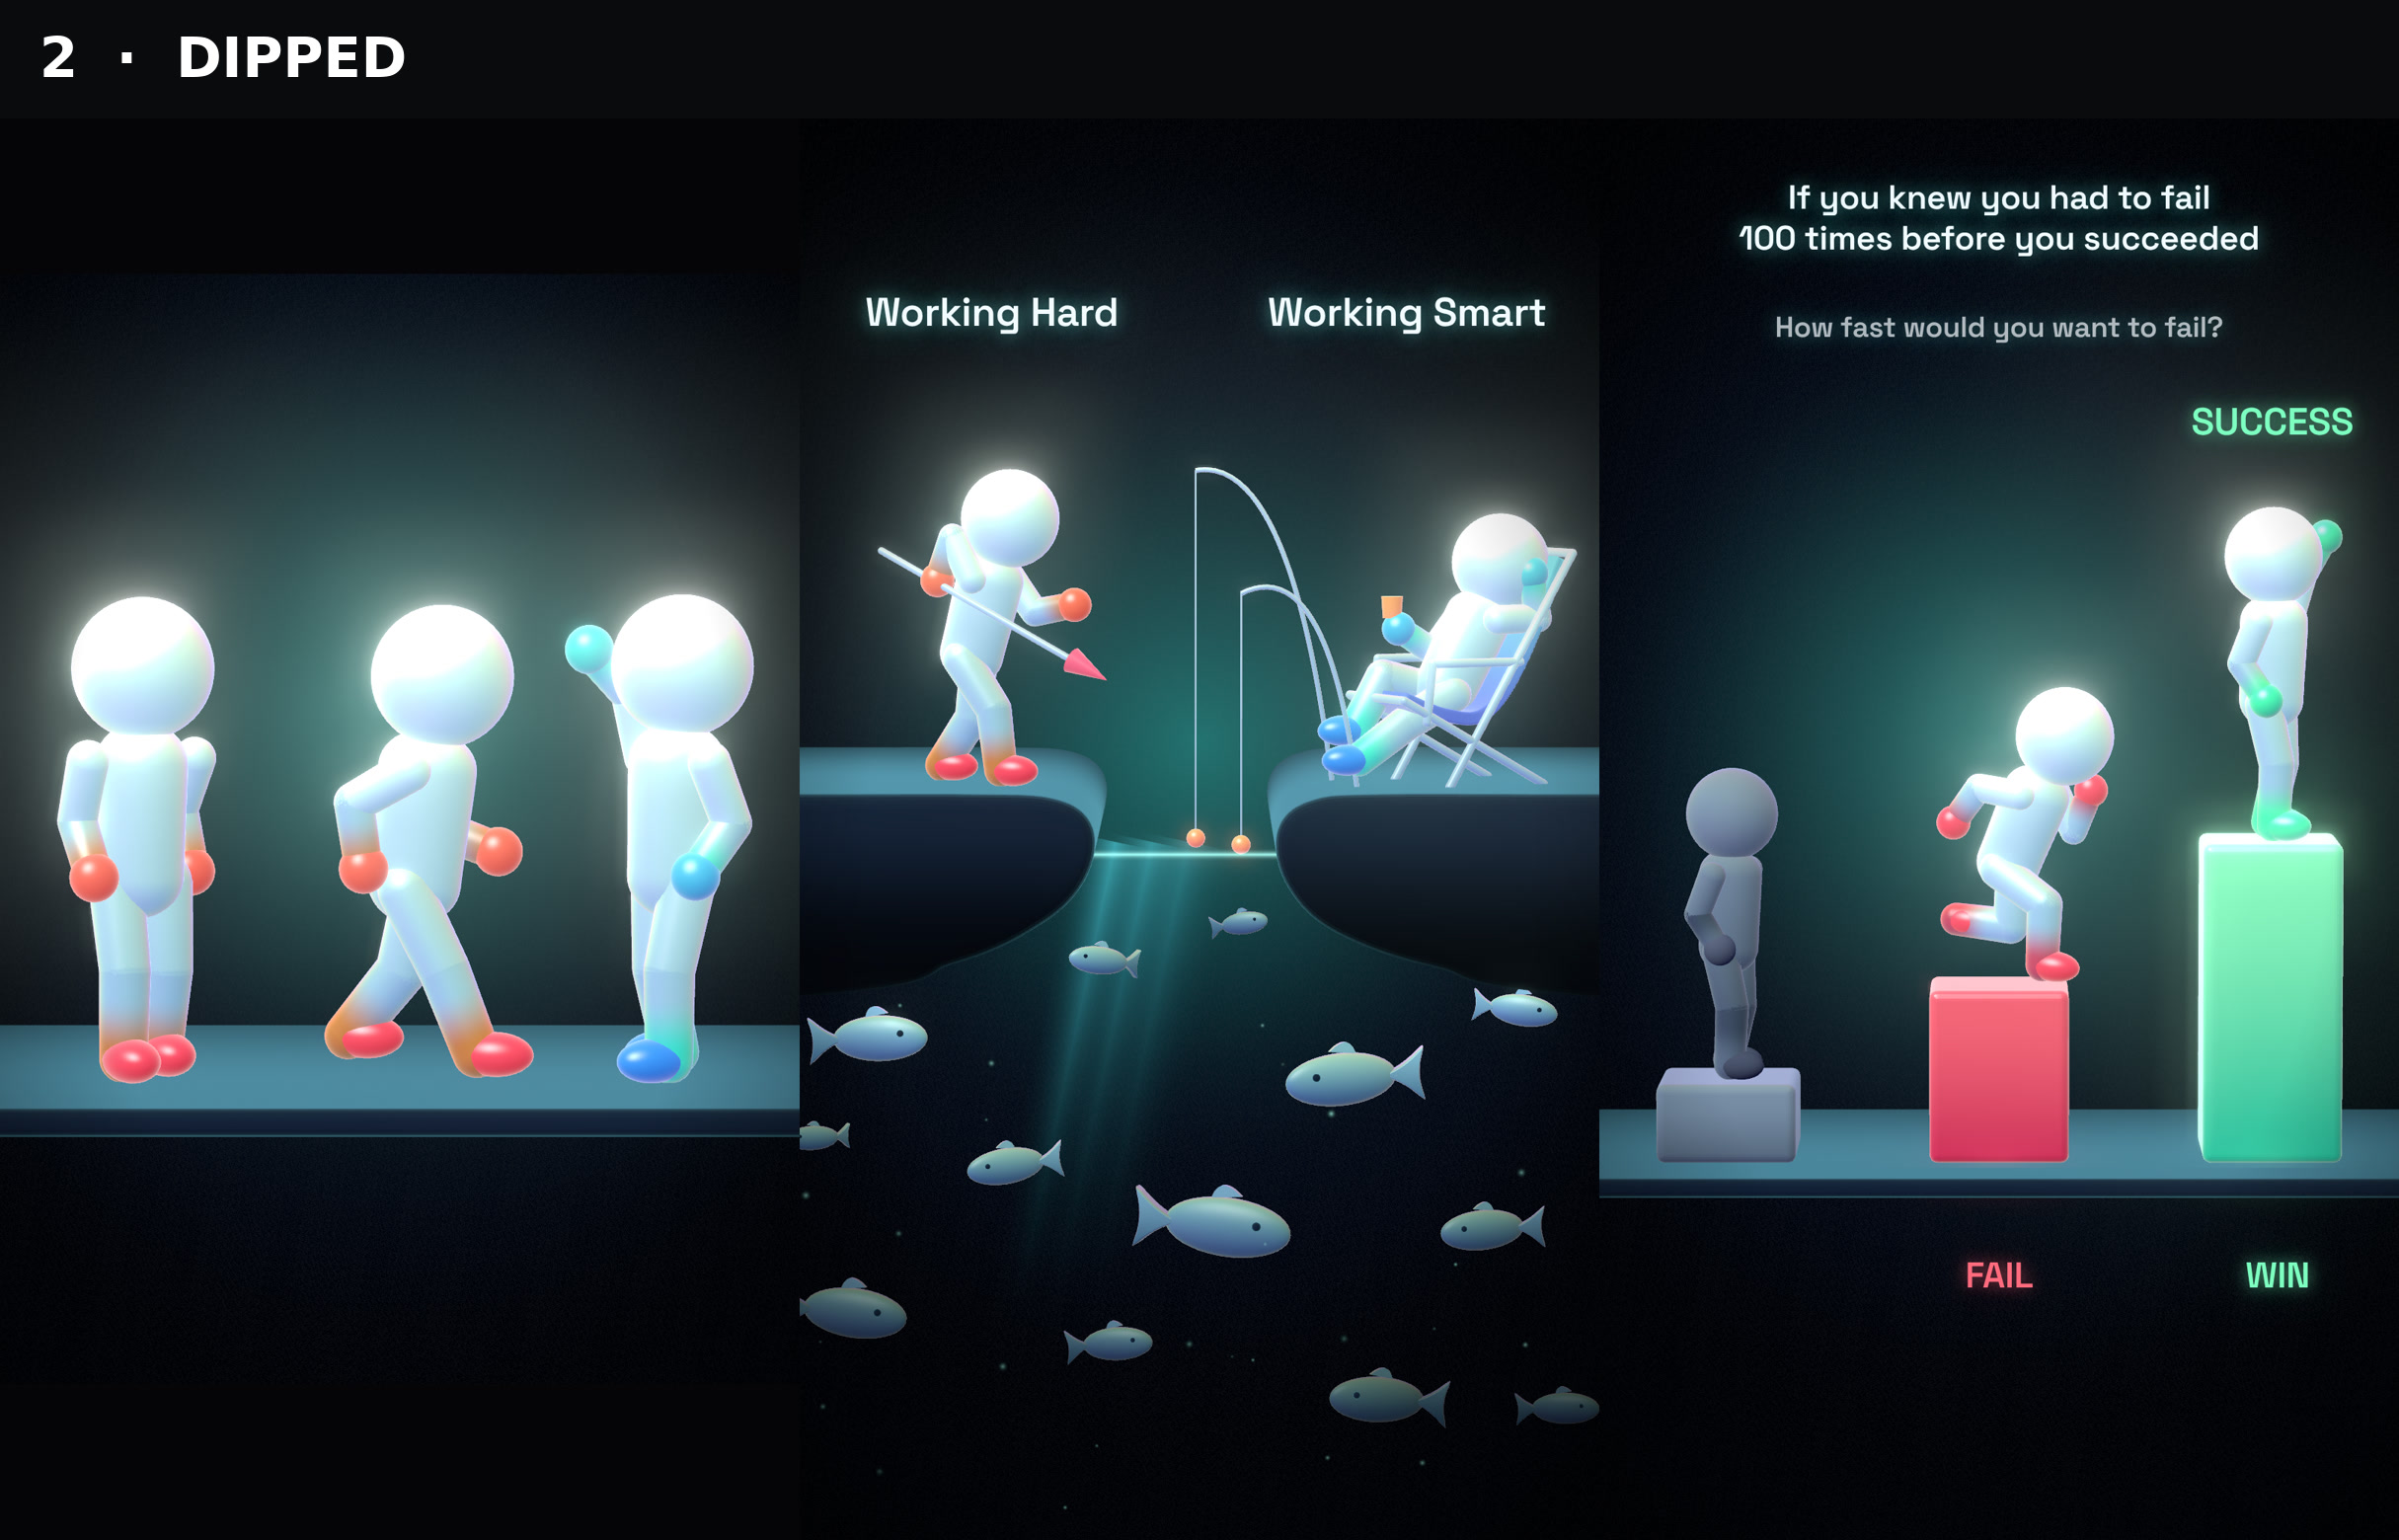 2 · DIPPED
Working Hard
Working Smart
If you knew you had to fail
100 times before you succeeded
How fast would you want to fail?
SUCCESS
FAIL
WIN